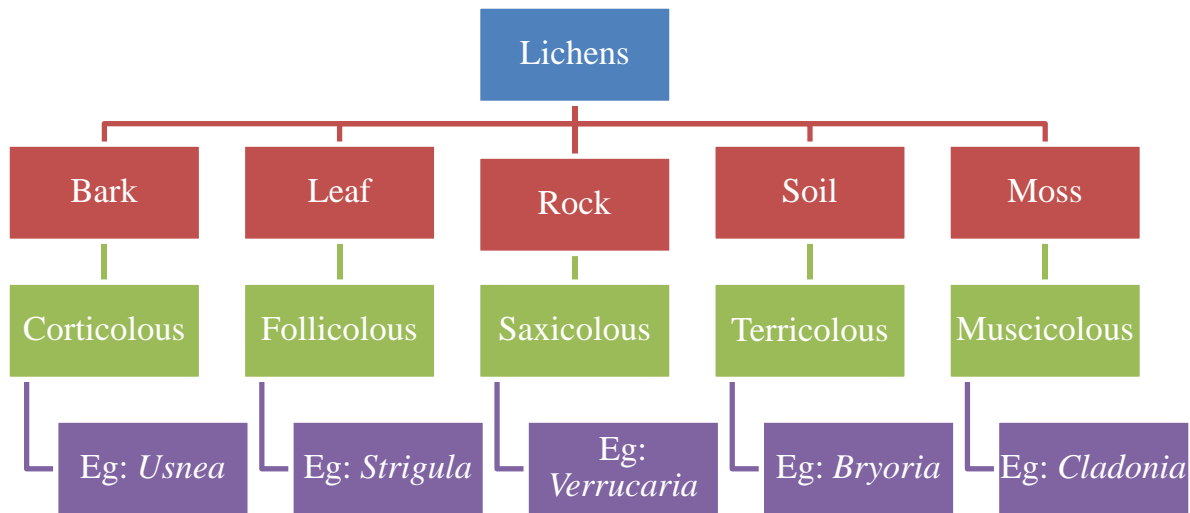 Lichens
Bark
Leaf
Rock
Soil
Moss
Corticolous
Follicolous
Saxicolous
Terricolous
Muscicolous
Eg: Usnea
Eg: Strigula
Eg:
Verrucaria
Eg: Bryoria
Eg: Cladonia